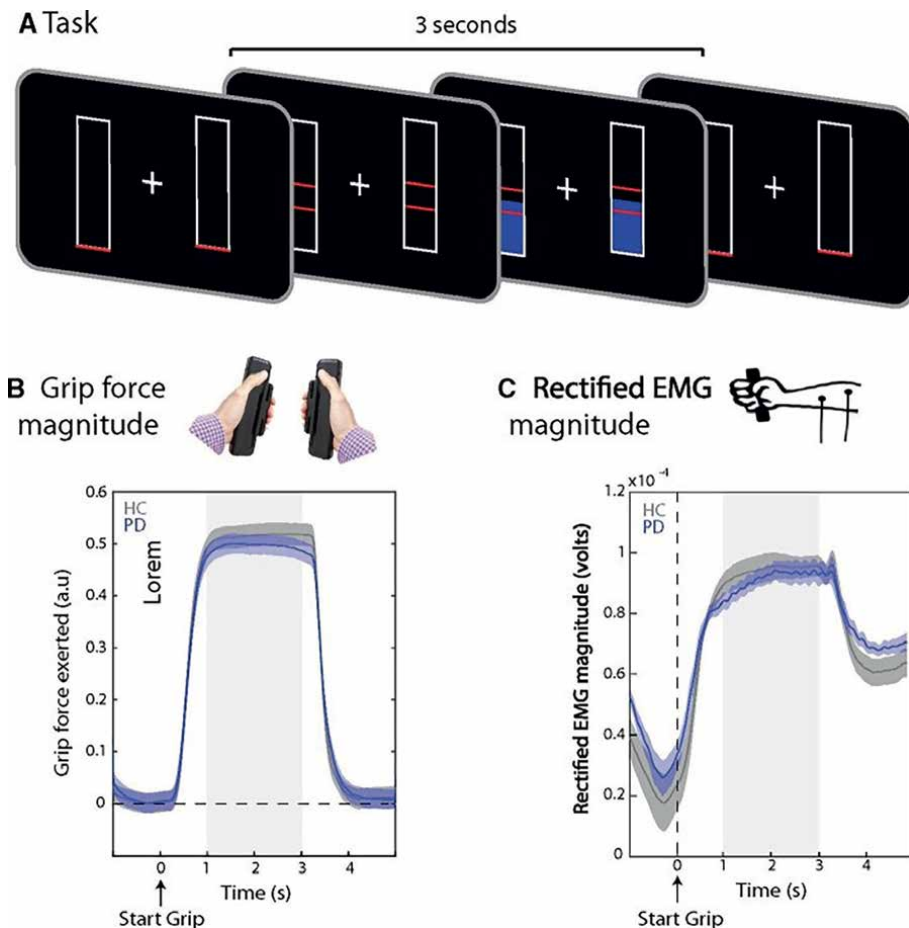 A Task
3 seconds
B Grip force
magnitude
C Rectified EMG
magnitude
0.6
0.5
0.4
0.3
0.2
0.1
0
HC
PD
Lorem
Grip force exerted (a.u)
0 1 2 3 4
Time (s)
Start Grip
x10⁻⁴
1.2
1
0.8
0.6
0.4
0.2
0
HC
PD
Rectified EMG magnitude (volts)
0 1 2 3 4
Time (s)
Start Grip